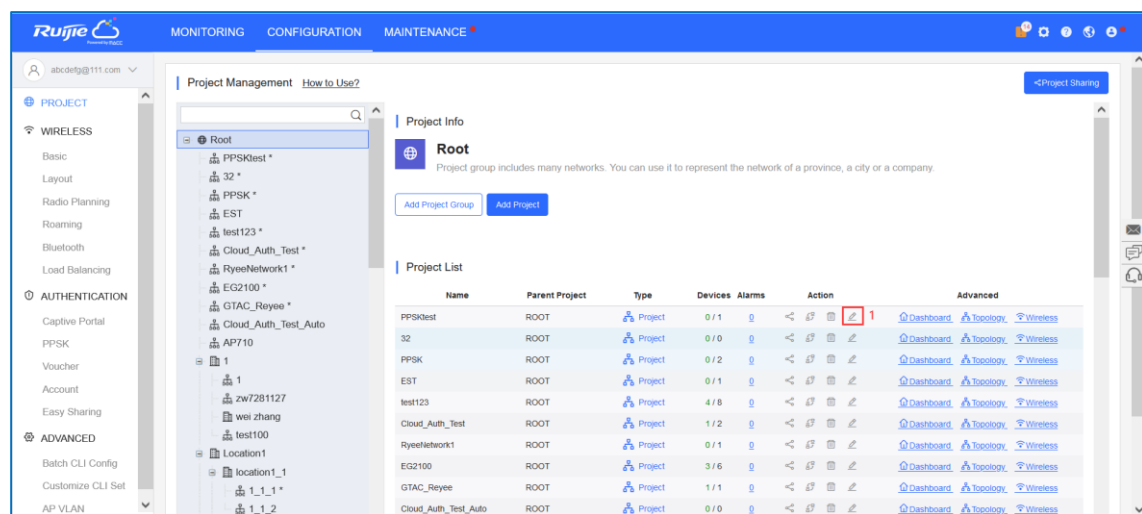 Ruijie
Powered by macc
MONITORING CONFIGURATION MAINTENANCE
14
abcdefg@111.com
PROJECT
WIRELESS
Basic
Layout
Radio Planning
Roaming
Bluetooth
Load Balancing
AUTHENTICATION
Captive Portal
PPSK
Voucher
Account
Easy Sharing
ADVANCED
Batch CLI Config
Customize CLI Set
AP VLAN
Project Management How to Use?
Project Sharing
Root
PPSKtest *
32 *
PPSK *
EST
test123 *
Cloud_Auth_Test *
RyeeNetwork1 *
EG2100 *
GTAC_Reyee *
Cloud_Auth_Test_Auto
AP710
1
1
zw7281127
wei zhang
test100
Location1
location1_1
1_1_1 *
1_1_2
Project Info
Root
Project group includes many networks. You can use it to represent the network of a province, a city or a company.
Add Project Group Add Project
Project List
Name Parent Project Type Devices Alarms Action Advanced
PPSKtest ROOT Project 0 / 1 0 1 Dashboard Topology Wireless
32 ROOT Project 0 / 0 0 Dashboard Topology Wireless
PPSK ROOT Project 0 / 2 0 Dashboard Topology Wireless
EST ROOT Project 0 / 1 0 Dashboard Topology Wireless
test123 ROOT Project 4 / 8 0 Dashboard Topology Wireless
Cloud_Auth_Test ROOT Project 1 / 2 0 Dashboard Topology Wireless
RyeeNetwork1 ROOT Project 0 / 1 0 Dashboard Topology Wireless
EG2100 ROOT Project 3 / 6 0 Dashboard Topology Wireless
GTAC_Reyee ROOT Project 1 / 1 0 Dashboard Topology Wireless
Cloud_Auth_Test_Auto ROOT Project 0 / 0 0 Dashboard Topology Wireless